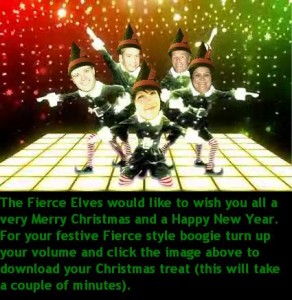 The Fierce Elves would like to wish you all a
very Merry Christmas and a Happy New Year.
For your festive Fierce style boogie turn up
your volume and click the image above to
download your Christmas treat (this will take
a couple of minutes).